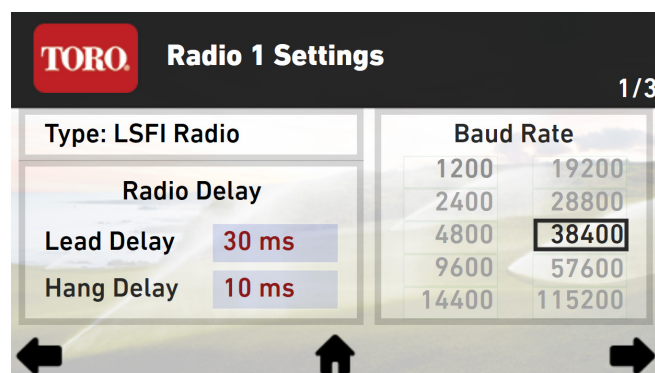 TORO.
Radio 1 Settings
1/3
Type: LSFI Radio
Radio Delay
Lead Delay 30 ms
Hang Delay 10 ms
Baud Rate
1200 19200
2400 28800
4800 38400
9600 57600
14400 115200